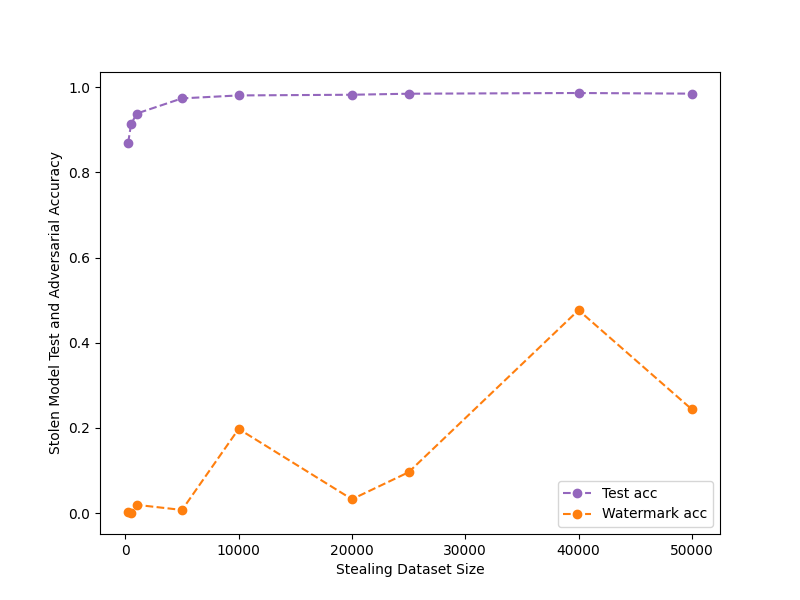 1.0
0.8
0.6
0.4
0.2
0.0
Stolen Model Test and Adversarial Accuracy
Test acc
Watermark acc
0 10000 20000 30000 40000 50000
Stealing Dataset Size